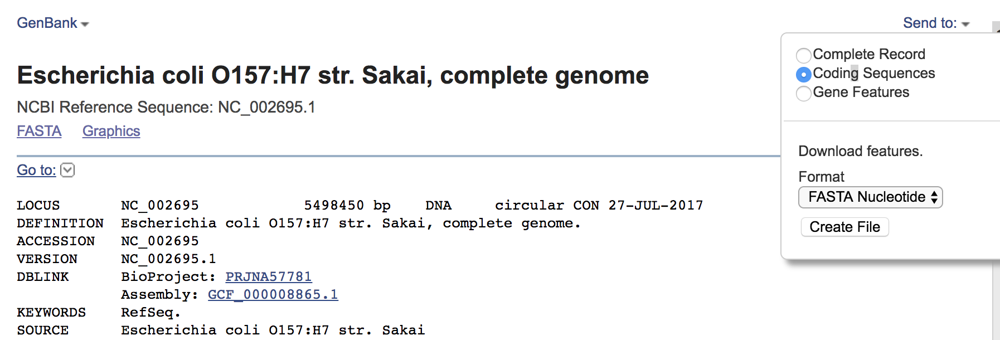 GenBank
Send to:
Complete Record
Coding Sequences
Gene Features
Download features.
Format
FASTA Nucleotide
Create File
Escherichia coli O157:H7 str. Sakai, complete genome
NCBI Reference Sequence: NC_002695.1
FASTA Graphics
Go to:
LOCUS NC_002695 5498450 bp DNA circular CON 27-JUL-2017
DEFINITION Escherichia coli O157:H7 str. Sakai, complete genome.
ACCESSION NC_002695
VERSION NC_002695.1
DBLINK BioProject: PRJNA57781
Assembly: GCF_000008865.1
KEYWORDS RefSeq.
SOURCE Escherichia coli O157:H7 str. Sakai